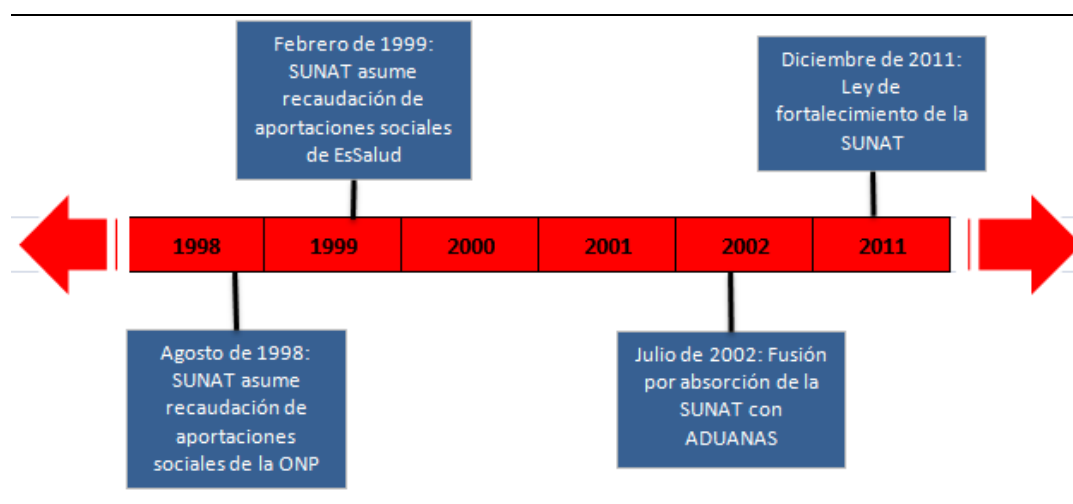 Febrero de 1999:
SUNAT asume
recaudación de
aportaciones sociales
de EsSalud
Diciembre de 2011:
Ley de
fortalecimiento de la
SUNAT
1998
1999
2000
2001
2002
2011
Agosto de 1998:
SUNAT asume
recaudación de
aportaciones
sociales de la ONP
Julio de 2002: Fusión
por absorción de la
SUNAT con
ADUANAS